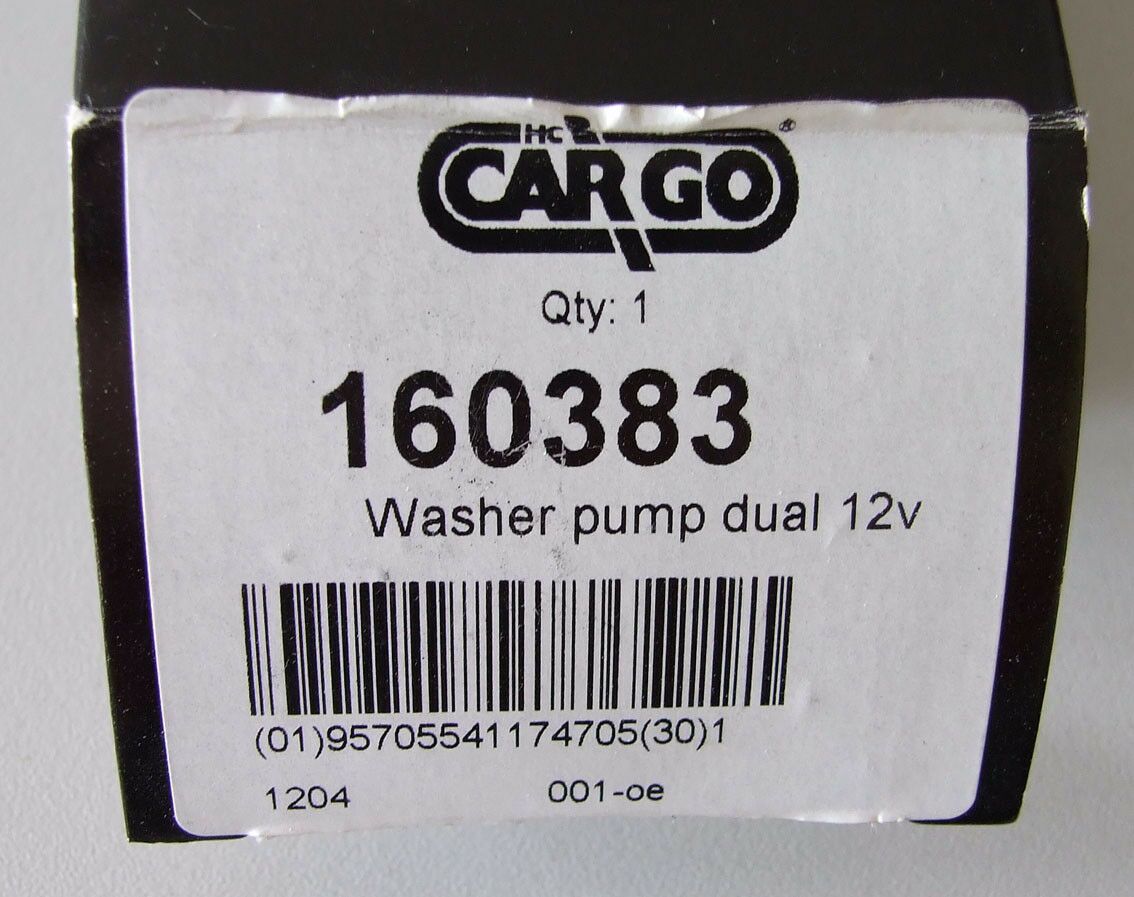 HC
CARGO ®
Qty: 1
160383
Washer pump dual 12v
(01)95705541174705(30)1
1204 001-oe